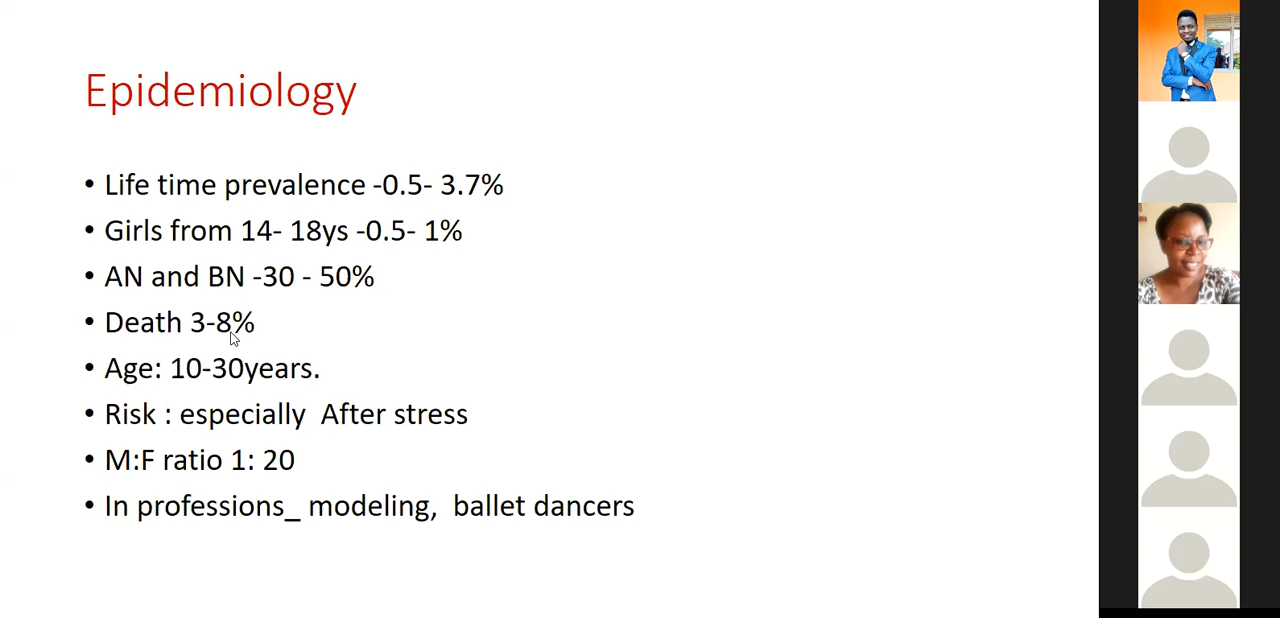 Epidemiology
• Life time prevalence -0.5- 3.7%
• Girls from 14- 18ys -0.5- 1%
• AN and BN -30 - 50%
• Death 3-8%
• Age: 10-30years.
• Risk : especially  After stress
• M:F ratio 1: 20
• In professions_ modeling,  ballet dancers